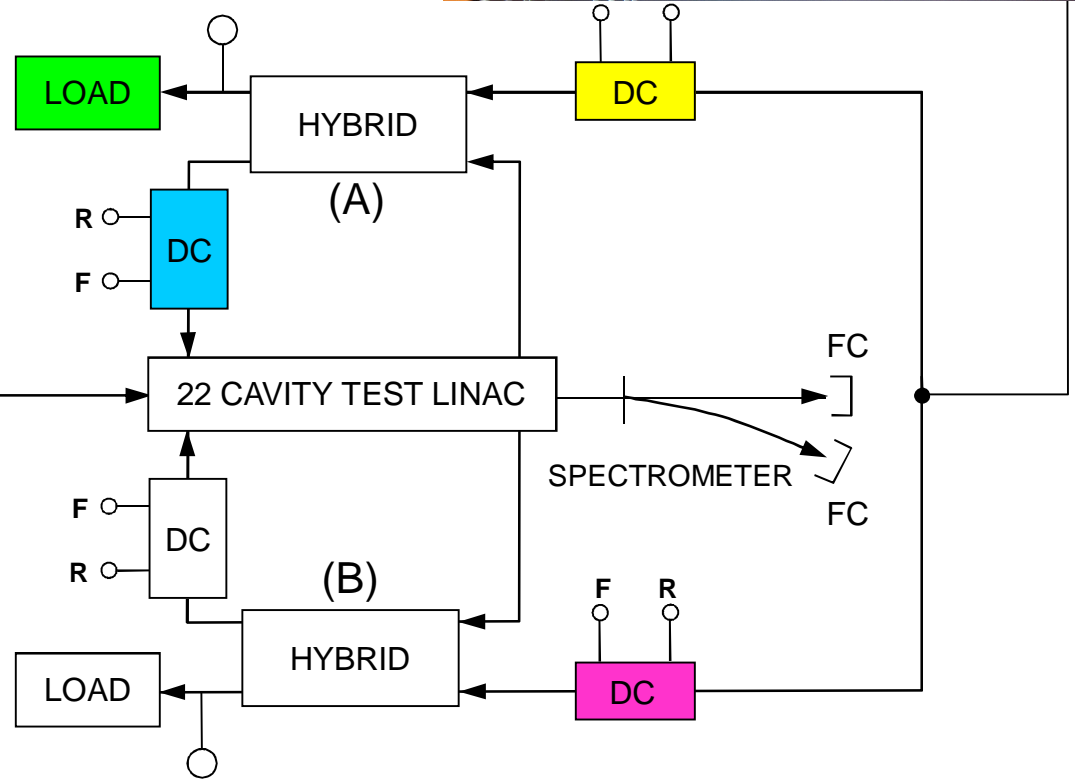 LOAD
HYBRID
DC
(A)
R
DC
F
22 CAVITY TEST LINAC
FC
SPECTROMETER
FC
F
DC
R
(B)
F R
HYBRID
LOAD
DC